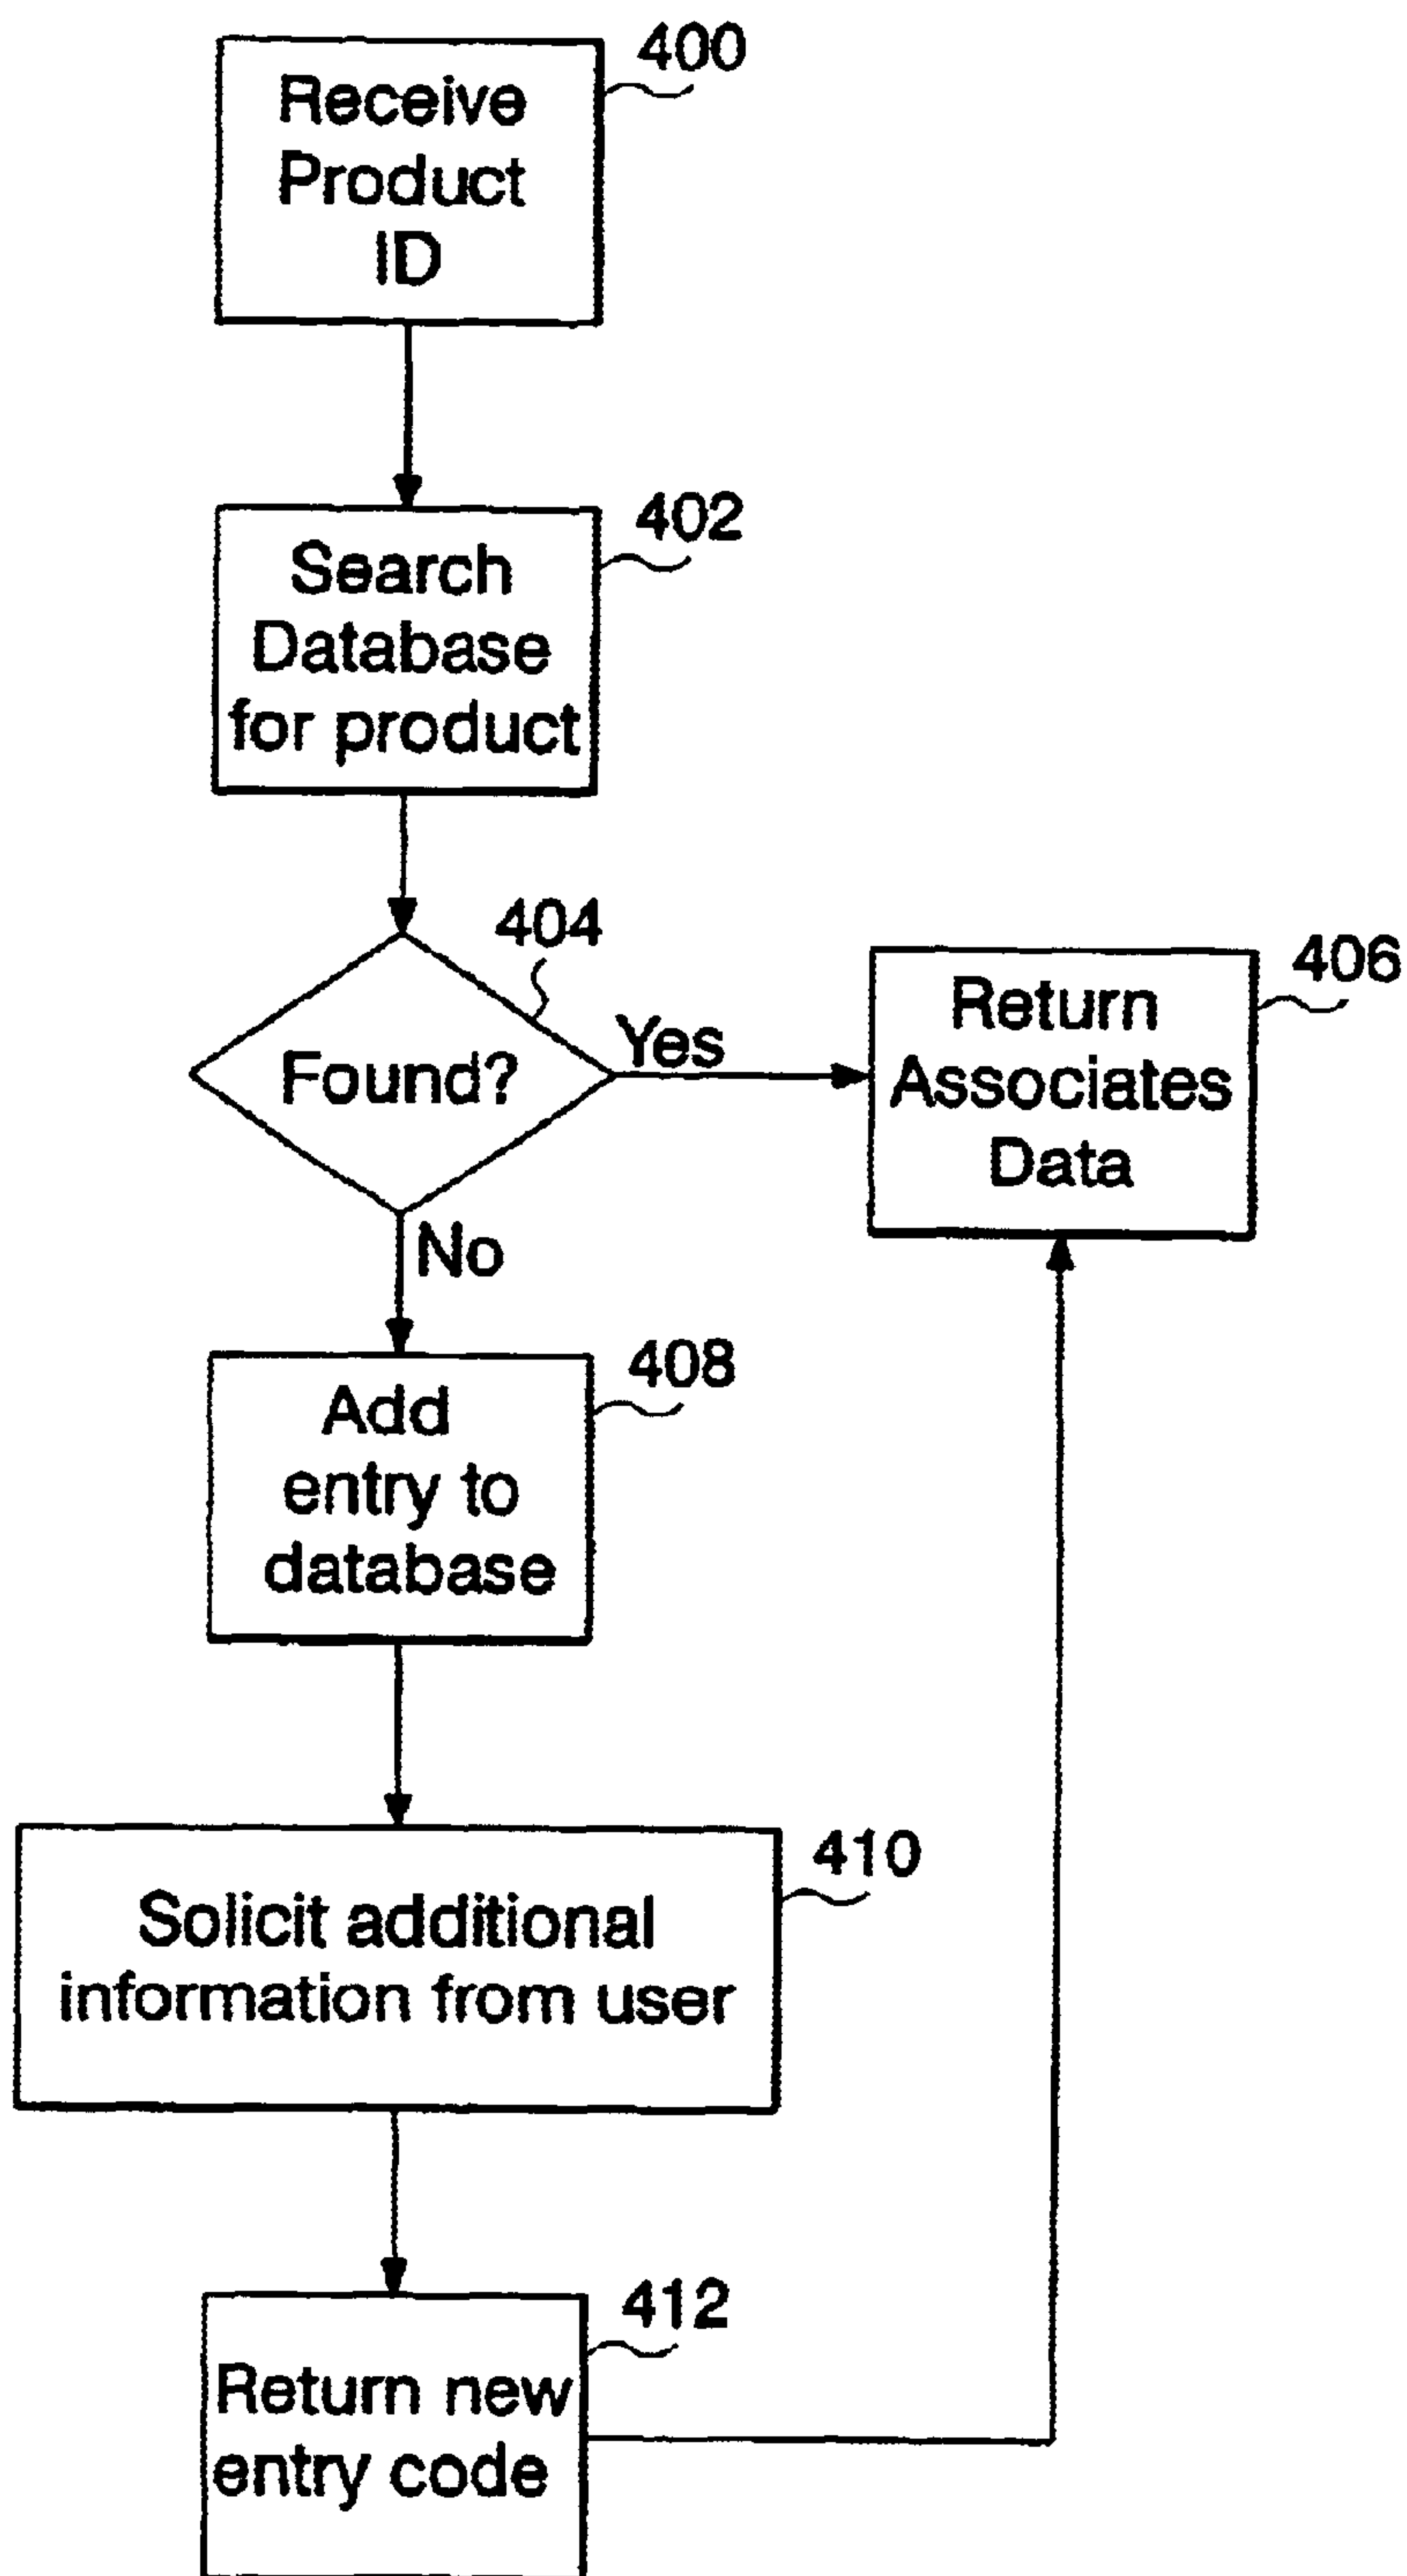 400
Receive
Product
ID
402
Search
Database
for product
404
Found?
Yes
406
Return
Associates
Data
No
408
Add
entry to
database
410
Solicit additional
information from user
412
Return new
entry code